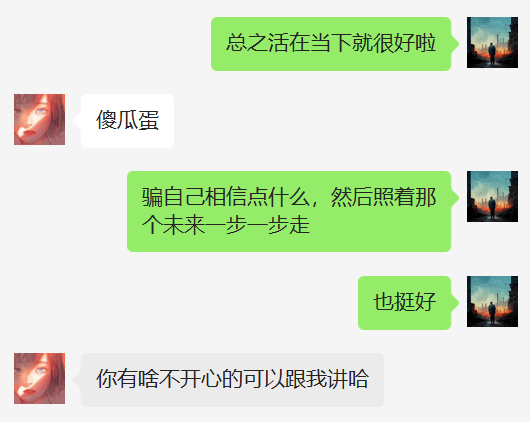 总之活在当下就很好啦
傻瓜蛋
骗自己相信点什么，然后照着那
个未来一步一步走
也挺好
你有啥不开心的可以跟我讲哈